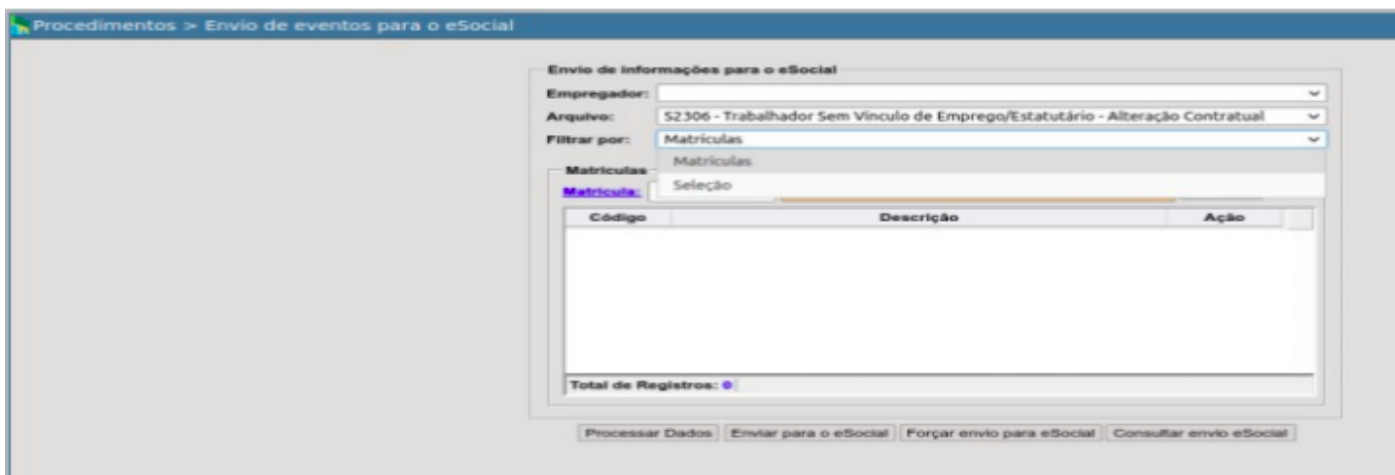 Procedimentos > Envio de eventos para o eSocial
Envio de informações para o eSocial
Empregador:
Arquivo: S2306 - Trabalhador Sem Vínculo de Emprego/Estatutário - Alteração Contratual
Filtrar por: Matrículas
Matrículas
Matrículas
Seleção
Matrícula:
Código Descrição Ação
Total de Registros: 0
Processar Dados Enviar para o eSocial Forçar envio para eSocial Consultar envio eSocial